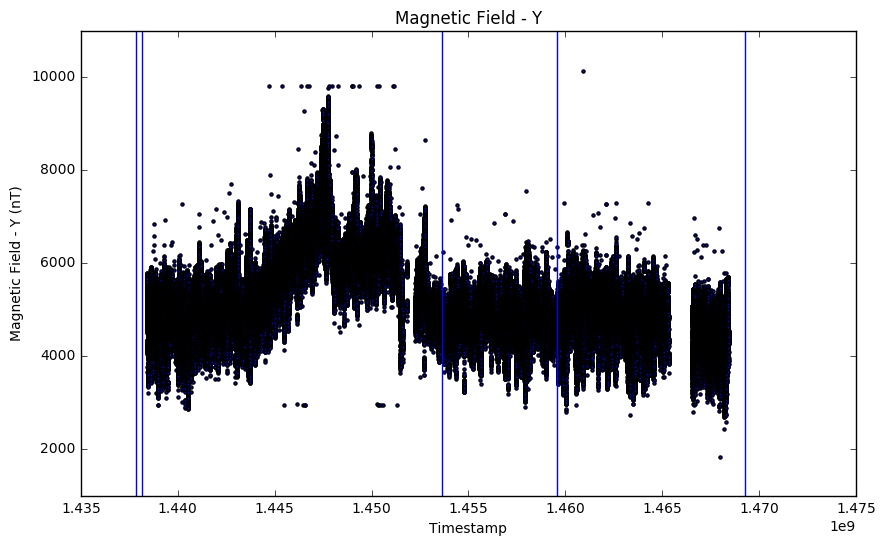 Magnetic Field - Y
Magnetic Field - Y (nT)
10000
8000
6000
4000
2000
1.435 1.440 1.445 1.450 1.455 1.460 1.465 1.470 1.475
1e9
Timestamp